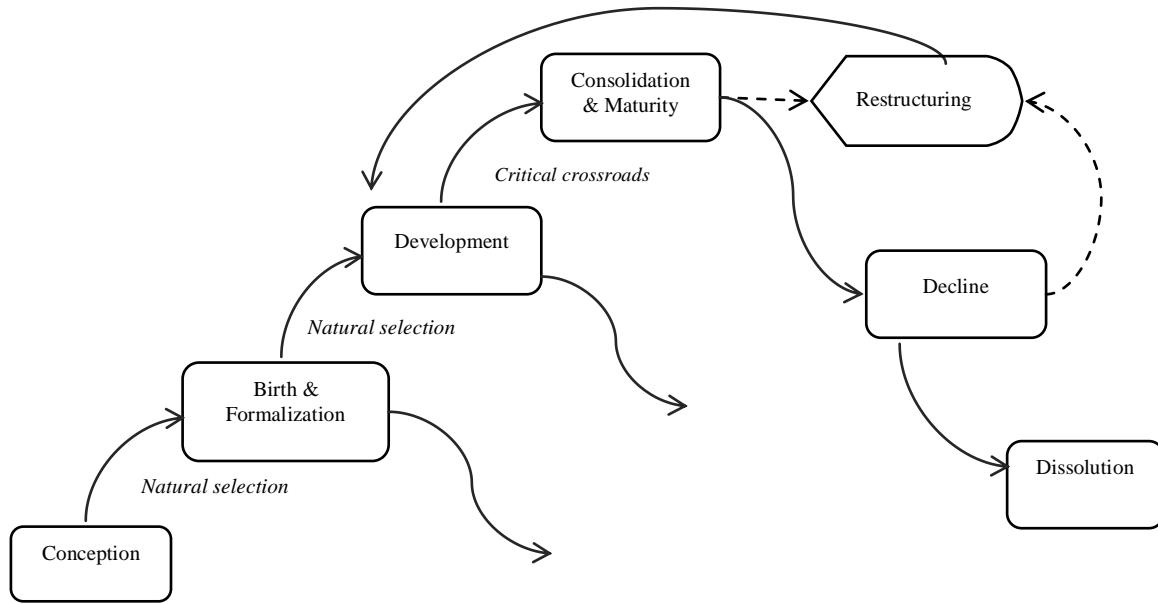 Consolidation
& Maturity
Restructuring
Critical crossroads
Development
Decline
Natural selection
Birth &
Formalization
Dissolution
Natural selection
Conception